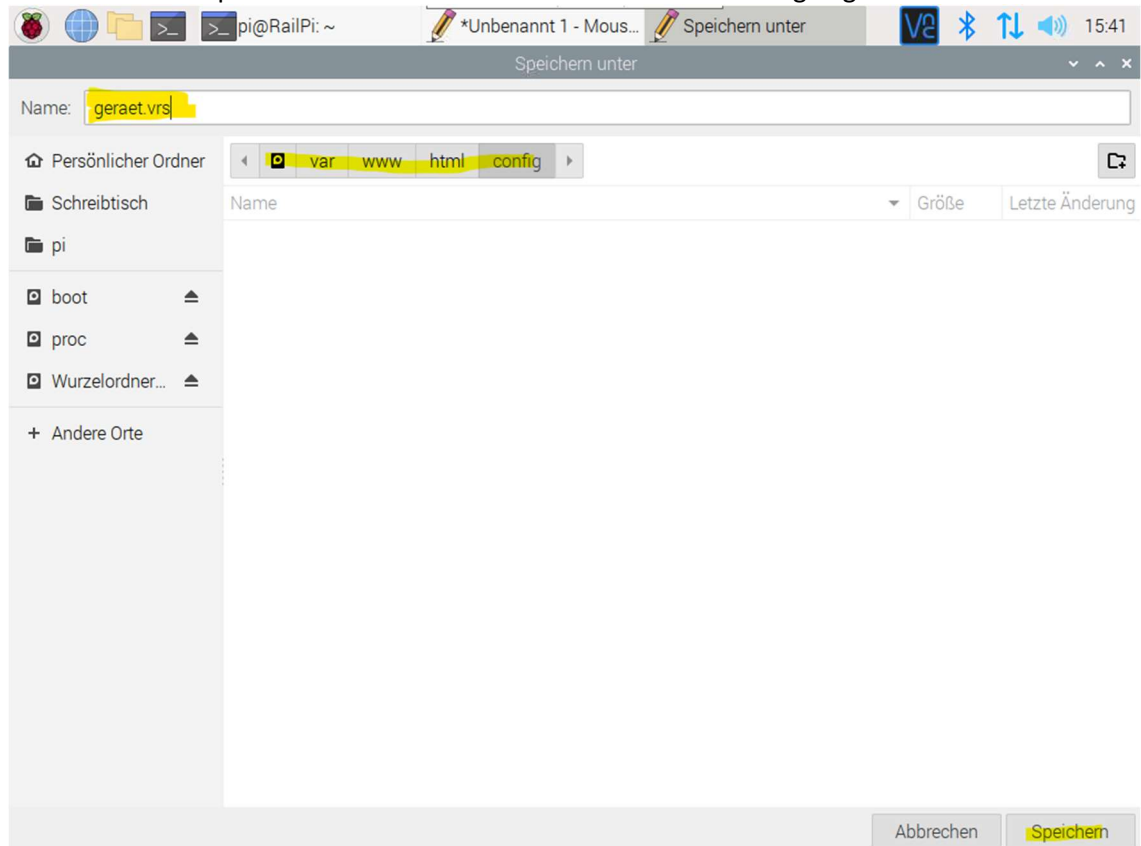 pi@RailPi: ~ *Unbenannt 1 - Mous... Speichern unter 15:41
Speichern unter
Name: geraet.vrs
Persönlicher Ordner
var www html config
Schreibtisch
Name Größe Letzte Änderung
pi
boot
proc
Wurzelordner...
+ Andere Orte
Abbrechen Speichern